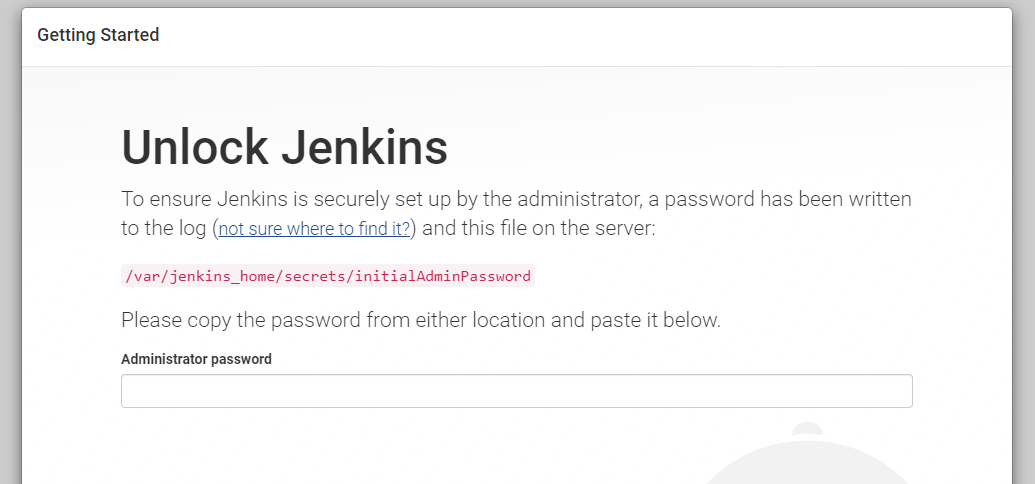 Getting Started
Unlock Jenkins
To ensure Jenkins is securely set up by the administrator, a password has been written
to the log (not sure where to find it?) and this file on the server:
/var/jenkins_home/secrets/initialAdminPassword
Please copy the password from either location and paste it below.
Administrator password